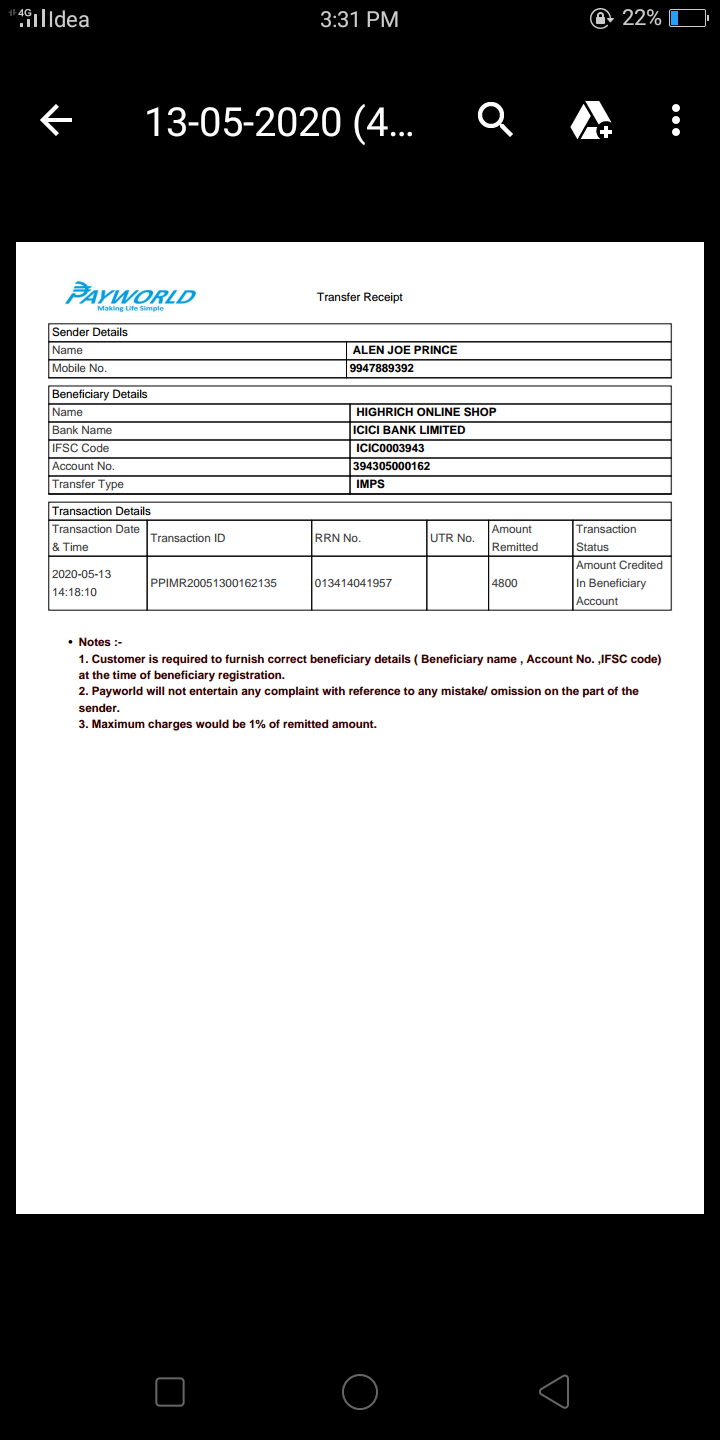 4G Idea 3:31 PM 22%
13-05-2020 (4...
PAYWORLD
Making Life Simple
Transfer Receipt
Sender Details
Name ALEN JOE PRINCE
Mobile No. 9947889392
Beneficiary Details
Name HIGHRICH ONLINE SHOP
Bank Name ICICI BANK LIMITED
IFSC Code ICIC0003943
Account No. 394305000162
Transfer Type IMPS
Transaction Details
Transaction Date & Time Transaction ID RRN No. UTR No. Amount Remitted Transaction Status
2020-05-13 14:18:10 PPIMR20051300162135 013414041957 4800 Amount Credited In Beneficiary Account
• Notes :-
1. Customer is required to furnish correct beneficiary details ( Beneficiary name , Account No. ,IFSC code)
at the time of beneficiary registration.
2. Payworld will not entertain any complaint with reference to any mistake/ omission on the part of the
sender.
3. Maximum charges would be 1% of remitted amount.